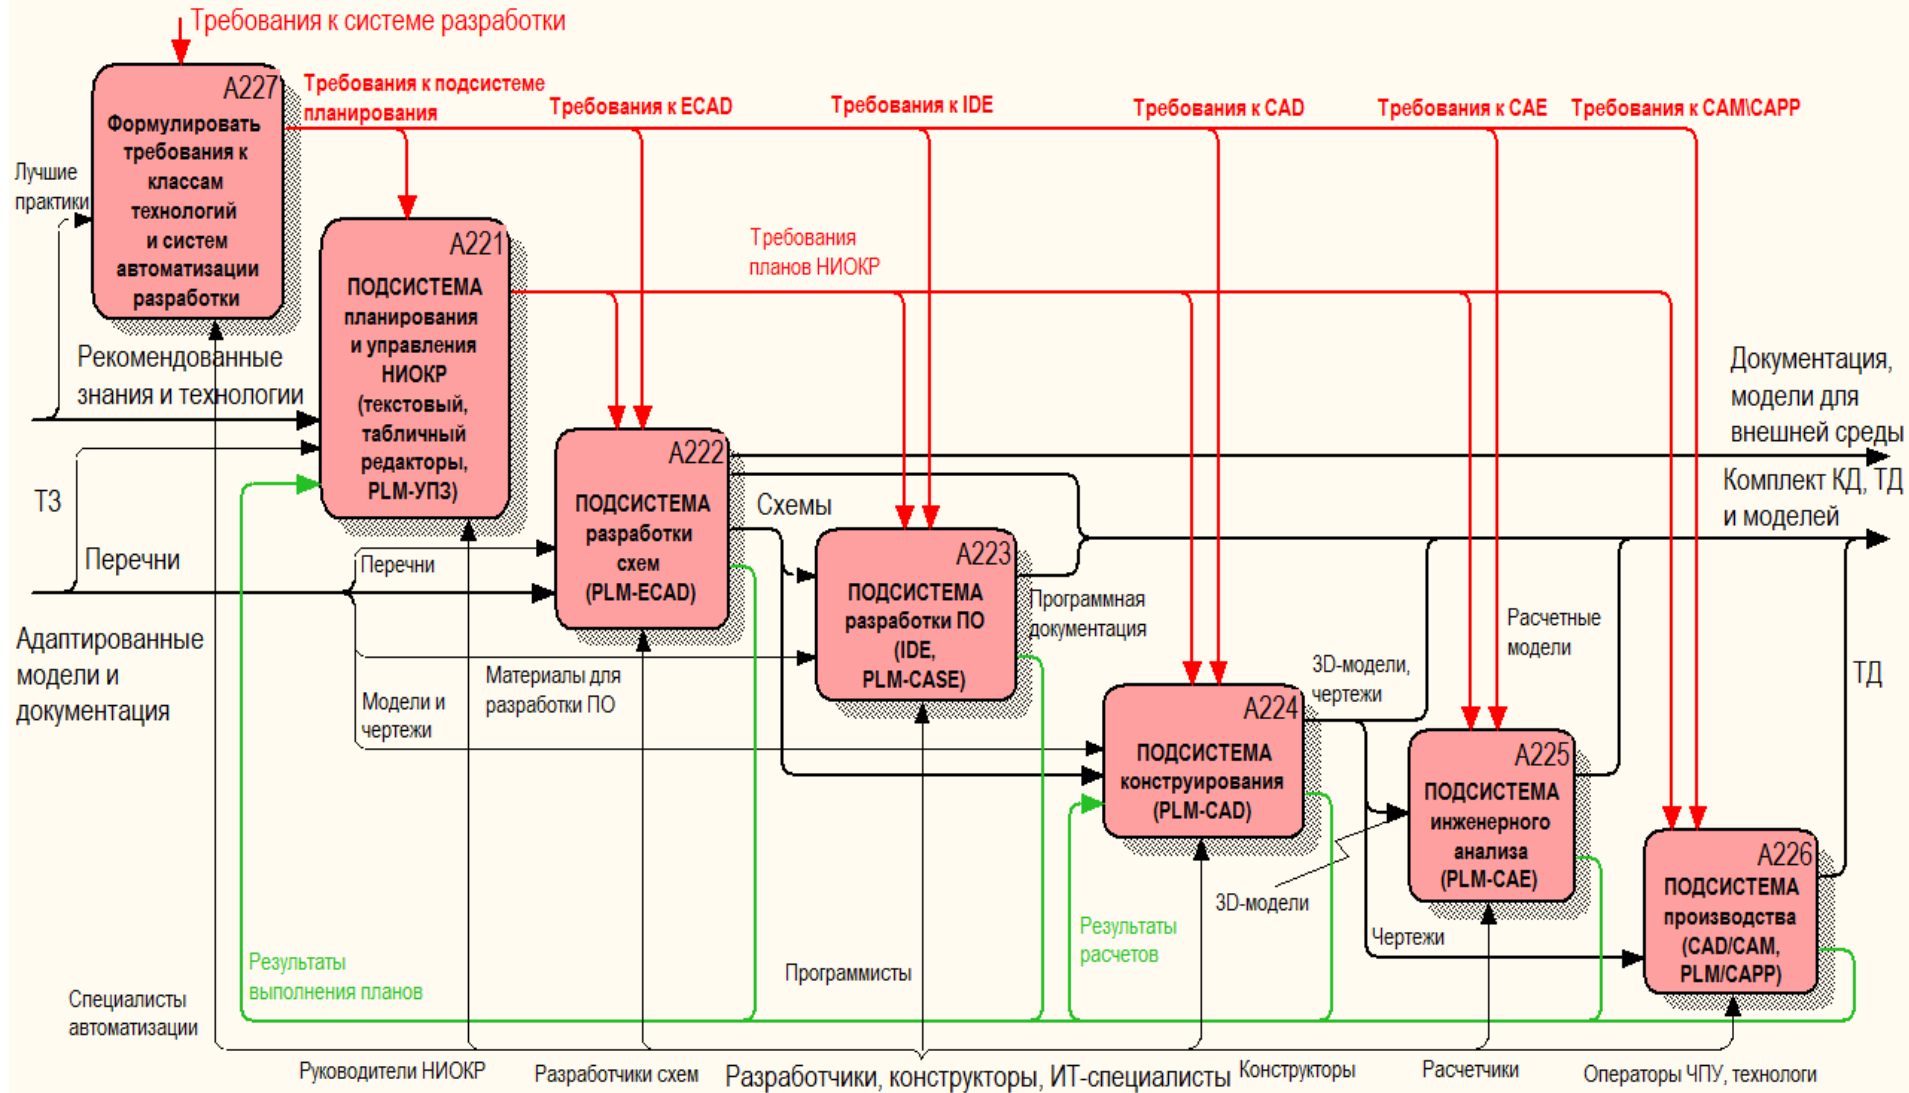 Требования к системе разработки
A227
Формулировать
требования к
классам
технологий
и систем
автоматизации
разработки
Требования к подсистеме
планирования
Требования к ECAD
Требования к IDE
Требования к CAD
Требования к CAE
Требования к CAM\CAPP
Лучшие
практики
A221
ПОДСИСТЕМА
планирования
и управления
НИОКР
(текстовый,
табличный
редакторы,
PLM-УПЗ)
Требования
планов НИОКР
Рекомендованные
знания и технологии
Документация,
модели для
внешней среды
A222
ПОДСИСТЕМА
разработки
схем
(PLM-ECAD)
Схемы
Комплект КД, ТД
и моделей
ТЗ
Перечни
Перечни
A223
ПОДСИСТЕМА
разработки ПО
(IDE,
PLM-CASE)
Программная
документация
Расчетные
модели
Адаптированные
модели и
документация
Материалы для
разработки ПО
Модели и
чертежи
3D-модели,
чертежи
ТД
A224
ПОДСИСТЕМА
конструирования
(PLM-CAD)
A225
ПОДСИСТЕМА
инженерного
анализа
(PLM-CAE)
A226
ПОДСИСТЕМА
производства
(CAD/CAM,
PLM/CAPP)
3D-модели
Чертежи
Результаты
расчетов
Результаты
выполнения планов
Программисты
Специалисты
автоматизации
Руководители НИОКР
Разработчики схем
Разработчики, конструкторы, ИТ-специалисты
Конструкторы
Расчетчики
Операторы ЧПУ, технологи